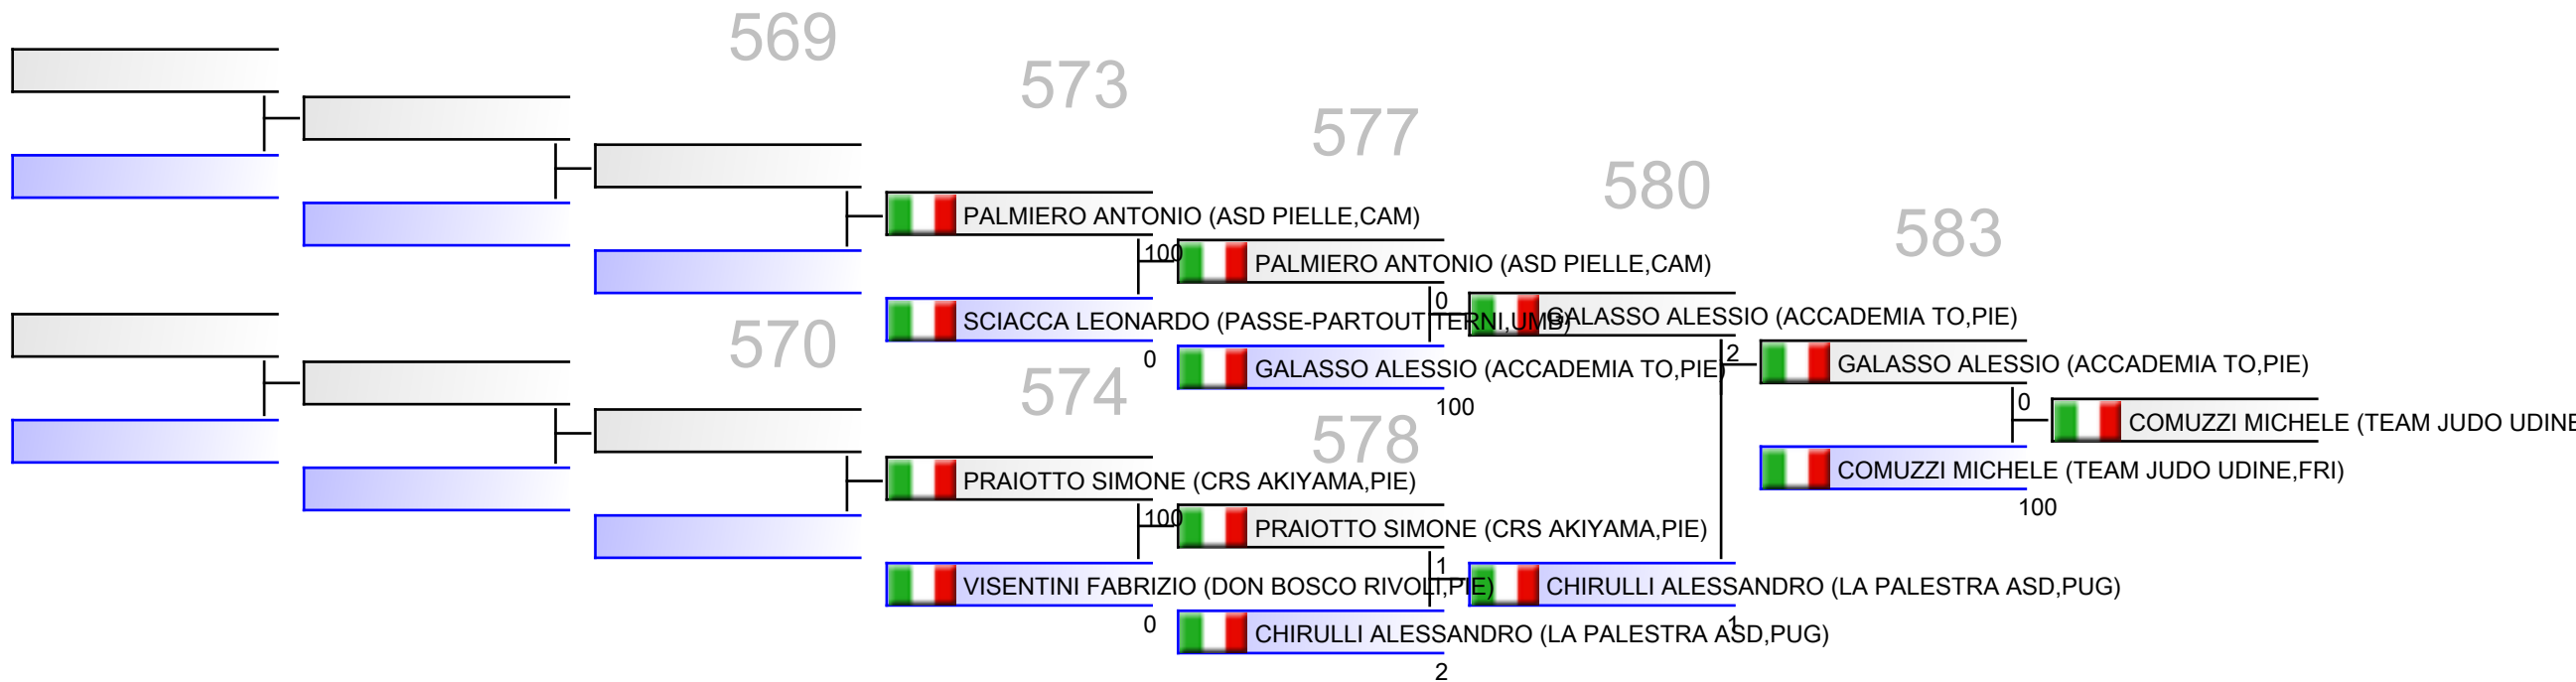 569
573
577
580
583
PALMIERO ANTONIO (ASD PIELLE,CAM)
100
PALMIERO ANTONIO (ASD PIELLE,CAM)
0
SCIACCA LEONARDO (PASSE-PARTOUT TERNI,UMB)
GALASSO ALESSIO (ACCADEMIA TO,PIE)
0
2
GALASSO ALESSIO (ACCADEMIA TO,PIE)
GALASSO ALESSIO (ACCADEMIA TO,PIE)
100
0
COMUZZI MICHELE (TEAM JUDO UDINE
COMUZZI MICHELE (TEAM JUDO UDINE,FRI)
100
570
574
578
PRAIOTTO SIMONE (CRS AKIYAMA,PIE)
100
PRAIOTTO SIMONE (CRS AKIYAMA,PIE)
1
VISENTINI FABRIZIO (DON BOSCO RIVOLI,PIE)
CHIRULLI ALESSANDRO (LA PALESTRA ASD,PUG)
0
1
CHIRULLI ALESSANDRO (LA PALESTRA ASD,PUG)
2